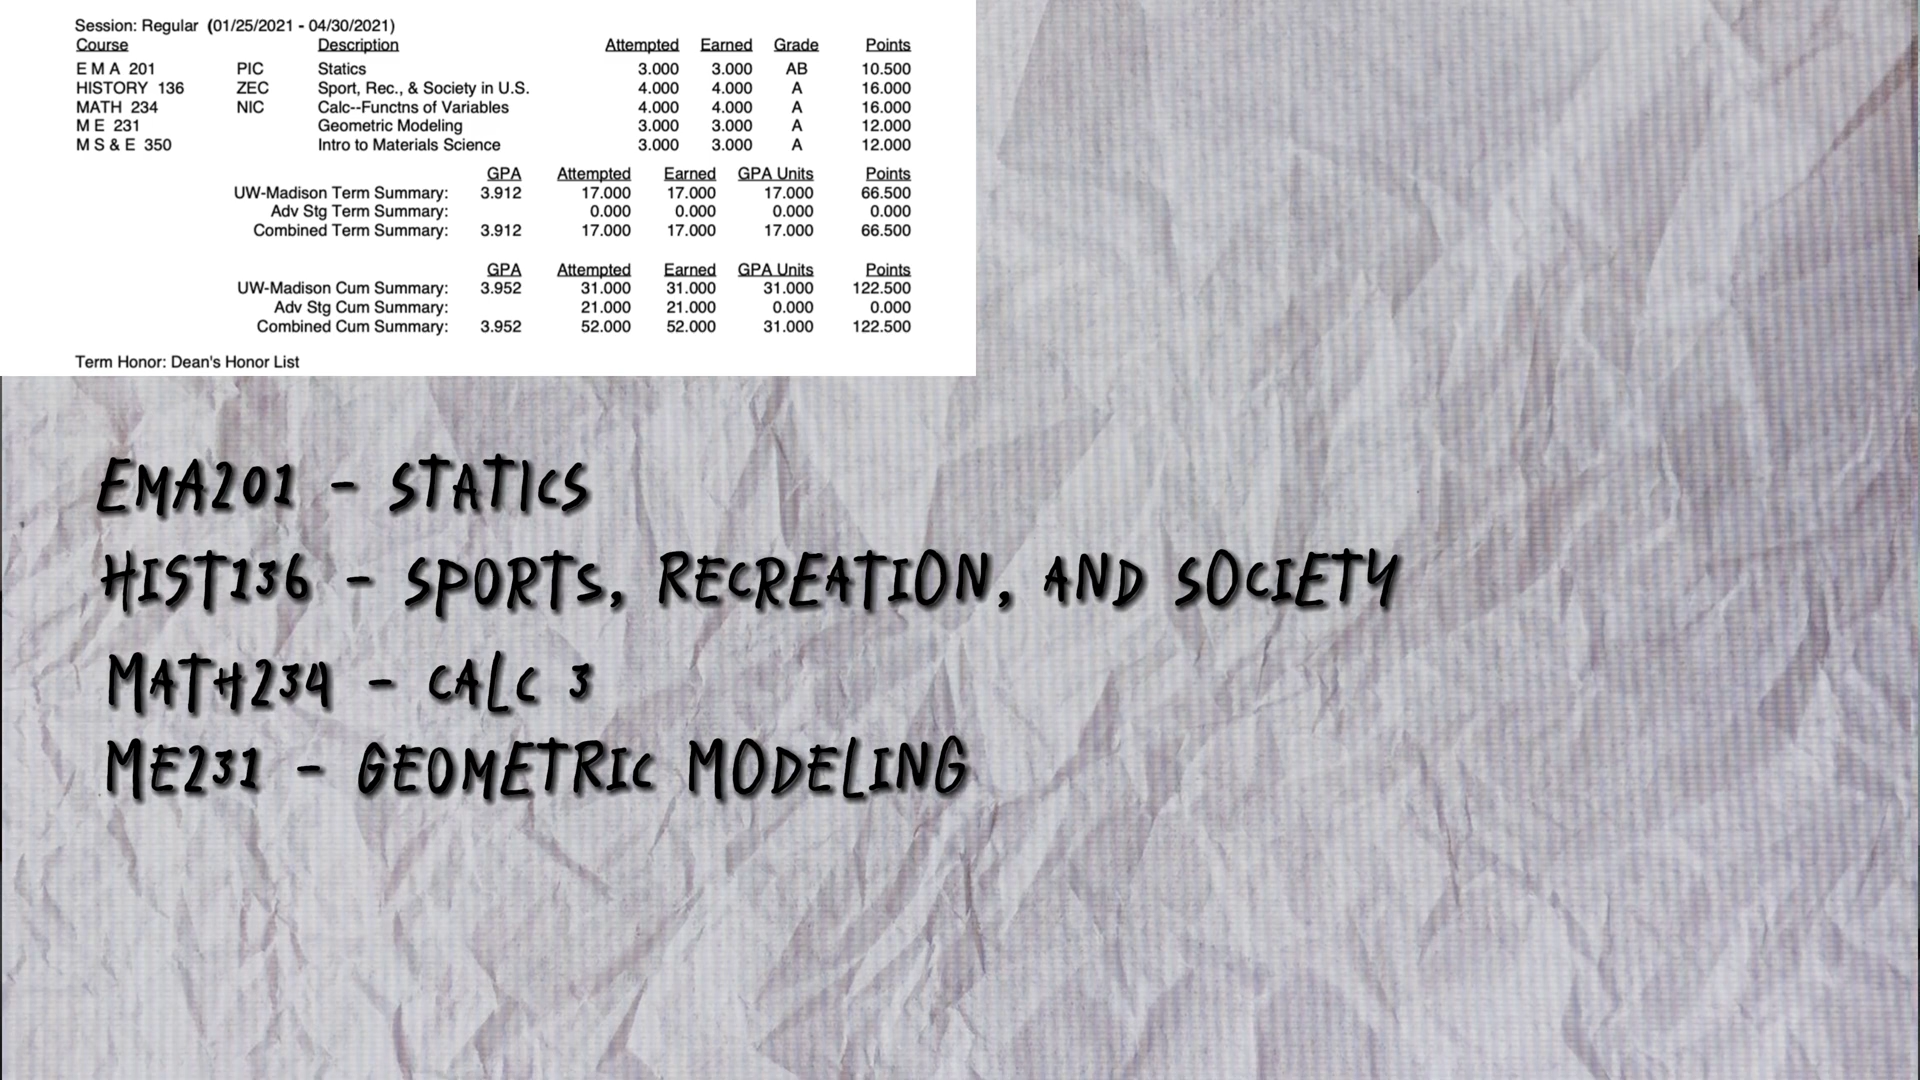 Session: Regular (01/25/2021 - 04/30/2021)
Course Description Attempted Earned Grade Points
E M A 201 PIC Statics 3.000 3.000 AB 10.500
HISTORY 136 ZEC Sport, Rec., & Society in U.S. 4.000 4.000 A 16.000
MATH 234 NIC Calc--Functns of Variables 4.000 4.000 A 16.000
M E 231 Geometric Modeling 3.000 3.000 A 12.000
M S & E 350 Intro to Materials Science 3.000 3.000 A 12.000
GPA Attempted Earned GPA Units Points
UW-Madison Term Summary: 3.912 17.000 17.000 17.000 66.500
Adv Stg Term Summary: 0.000 0.000 0.000 0.000
Combined Term Summary: 3.912 17.000 17.000 17.000 66.500
GPA Attempted Earned GPA Units Points
UW-Madison Cum Summary: 3.952 31.000 31.000 31.000 122.500
Adv Stg Cum Summary: 21.000 21.000 0.000 0.000
Combined Cum Summary: 3.952 52.000 52.000 31.000 122.500
Term Honor: Dean's Honor List
EMA201 - STATICS
HIST136 - SPORTS, RECREATION, AND SOCIETY
MATH234 - CALC 3
ME231 - GEOMETRIC MODELING